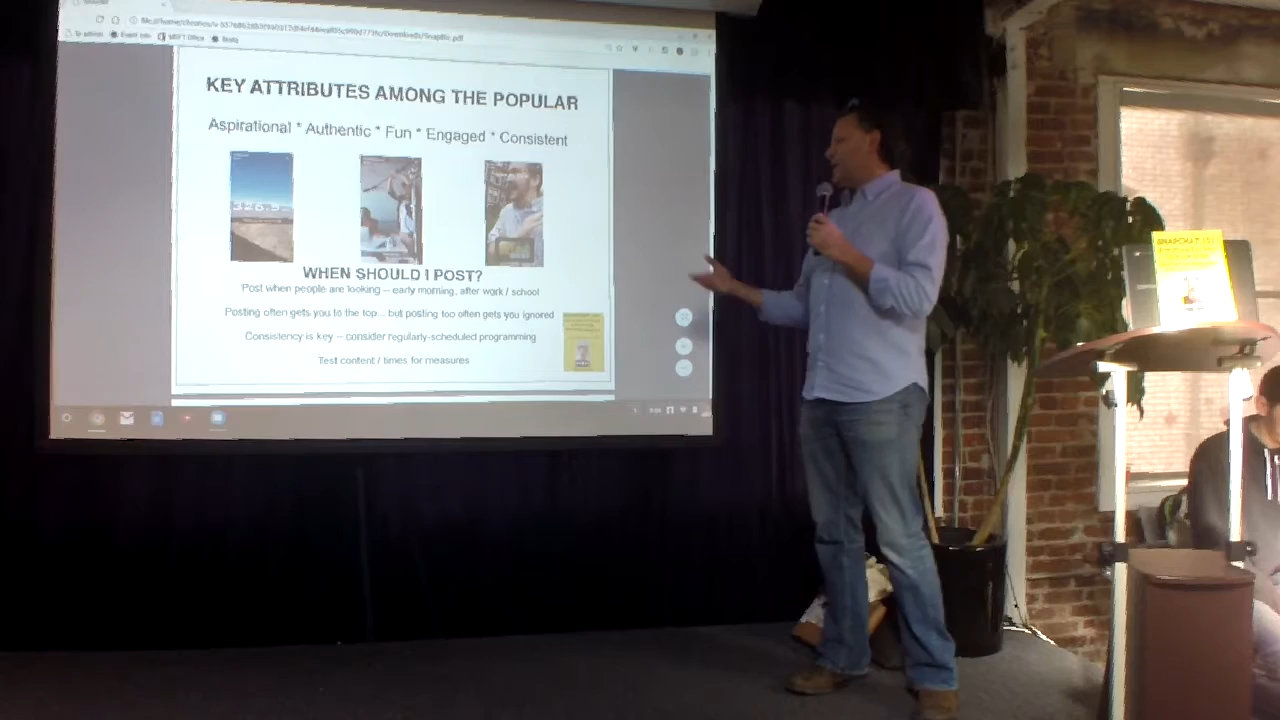 KEY ATTRIBUTES AMONG THE POPULAR
Aspirational * Authentic * Fun * Engaged * Consistent
WHEN SHOULD I POST?
Post when people are looking -- early morning, after work / school
Posting often gets you to the top... but posting too often gets you ignored
Consistency is key -- consider regularly-scheduled programming
Test content / times for measures
SNAPCHAT 101